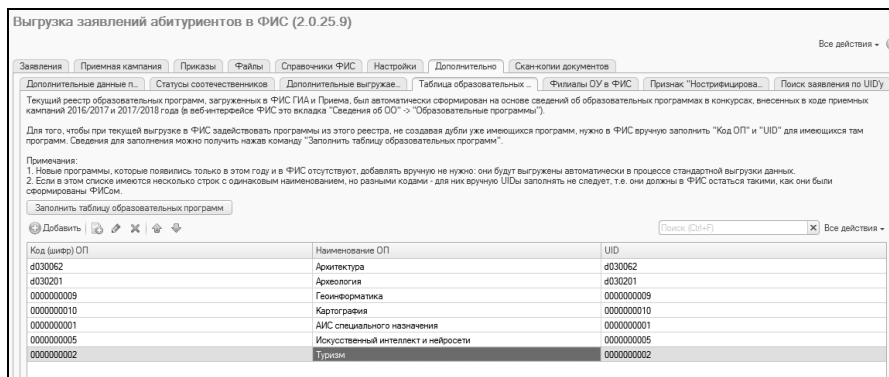 Выгрузка заявлений абитуриентов в ФИС (2.0.25.9)
Все действия
Заявления Приемная кампания Приказы Файлы Справочники ФИС Настройки Дополнительно Скан-копии документов
Дополнительные данные п... Статусы соотечественников Дополнительные выгружае... Таблица образовательных ... Филиалы ОУ в ФИС Признак "Нострифицирова... Поиск заявления по UID'у
Текущий реестр образовательных программ, загруженных в ФИС ГИА и Приема, был автоматически сформирован на основе сведений об образовательных программах в конкурсах, внесенных в ходе приемных
кампаний 2016/2017 и 2017/2018 года (в веб-интерфейсе ФИС это вкладка "Сведения об ОО" -> "Образовательные программы").
Для того, чтобы при текущей выгрузке в ФИС задействовать программы из этого реестра, не создавая дубли уже имеющихся программ, нужно в ФИС вручную заполнить "Код ОП" и "UID" для имеющихся там
программ. Сведения для заполнения можно получить нажав команду "Заполнить таблицу образовательных программ".
Примечания:
1. Новые программы, которые появились только в этом году и в ФИС отсутствуют, добавлять вручную не нужно: они будут выгружены автоматически в процессе стандартной выгрузки данных.
2. Если в этом списке имеются несколько строк с одинаковым наименованием, но разными кодами - для них вручную UIDы заполнять не следует, т.е. они должны в ФИС остаться такими, как они были
сформированы ФИСом.
Заполнить таблицу образовательных программ
Добавить Поиск (Ctrl+F) Все действия
Код (шифр) ОП Наименование ОП UID
d030062 Архитектура d030062
d030201 Археология d030201
0000000009 Геоинформатика 0000000009
0000000010 Картография 0000000010
0000000001 АИС специального назначения 0000000001
0000000005 Искусственный интеллект и нейросети 0000000005
0000000002 Туризм 0000000002